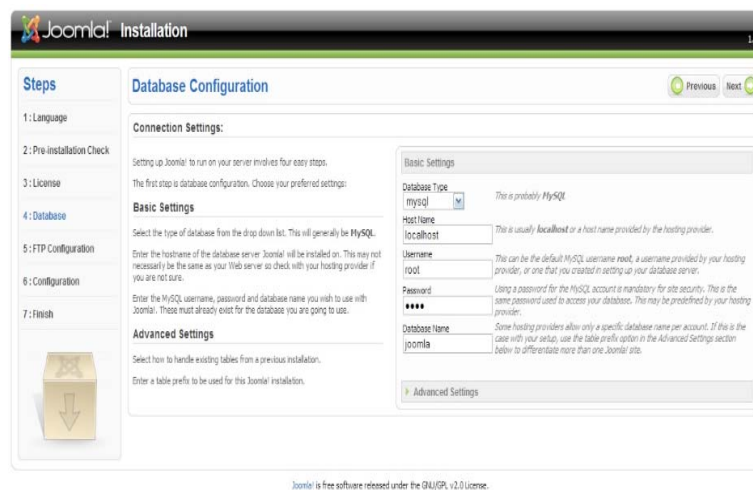 Joomla! Installation
Steps
1 : Language
2 : Pre-installation Check
3 : License
4 : Database
5 : FTP Configuration
6 : Configuration
7 : Finish
Database Configuration
Previous
Next
Connection Settings:
Setting up Joomla! to run on your server involves four easy steps.
The first step is database configuration. Choose your preferred settings:
Basic Settings
Select the type of database from the drop down list. This will generally be MySQL.
Enter the hostname of the database server Joomla! will be installed on. This may not
necessarily be the same as your Web server so check with your hosting provider if
you are not sure.
Enter the MySQL username, password and database name you wish to use with
Joomla!. These must already exist for the database you are going to use.
Advanced Settings
Select how to handle existing tables from a previous installation.
Enter a table prefix to be used for this Joomla! installation.
Basic Settings
Database Type
mysql
This is probably MySQL
Host Name
localhost
This is usually localhost or a host name provided by the hosting provider.
Username
root
This can be the default MySQL username root, a username provided by your hosting
provider, or one that you created in setting up your database server.
Password
••••
Using a password for the MySQL account is mandatory for site security. This is the
same password used to access your database. This may be predefined by your hosting
provider.
Database Name
joomla
Some hosting providers allow only a specific database name per account. If this is the
case with your setup, use the table prefix option in the Advanced Settings section
below to differentiate more than one Joomla! site.
Advanced Settings
Joomla! is free software released under the GNU/GPL v2.0 License.